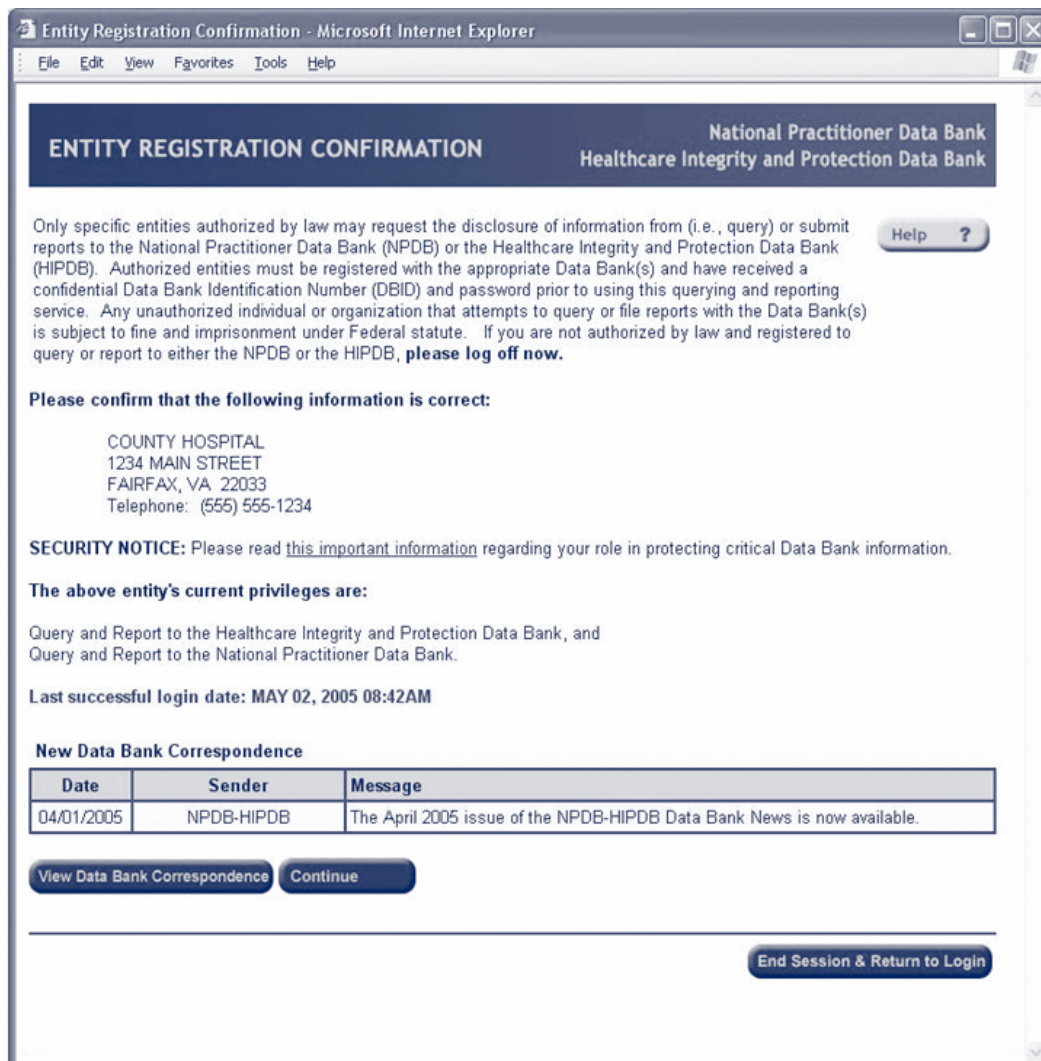 Entity Registration Confirmation - Microsoft Internet Explorer
File Edit View Favorites Tools Help
ENTITY REGISTRATION CONFIRMATION
National Practitioner Data Bank
Healthcare Integrity and Protection Data Bank
Only specific entities authorized by law may request the disclosure of information from (i.e., query) or submit
reports to the National Practitioner Data Bank (NPDB) or the Healthcare Integrity and Protection Data Bank
(HIPDB). Authorized entities must be registered with the appropriate Data Bank(s) and have received a
confidential Data Bank Identification Number (DBID) and password prior to using this querying and reporting
service. Any unauthorized individual or organization that attempts to query or file reports with the Data Bank(s)
is subject to fine and imprisonment under Federal statute. If you are not authorized by law and registered to
query or report to either the NPDB or the HIPDB, please log off now.
Help ?
Please confirm that the following information is correct:
COUNTY HOSPITAL
1234 MAIN STREET
FAIRFAX, VA 22033
Telephone: (555) 555-1234
SECURITY NOTICE: Please read this important information regarding your role in protecting critical Data Bank information.
The above entity's current privileges are:
Query and Report to the Healthcare Integrity and Protection Data Bank, and
Query and Report to the National Practitioner Data Bank.
Last successful login date: MAY 02, 2005 08:42AM
New Data Bank Correspondence
Date Sender Message
04/01/2005 NPDB-HIPDB The April 2005 issue of the NPDB-HIPDB Data Bank News is now available.
View Data Bank Correspondence Continue
End Session & Return to Login